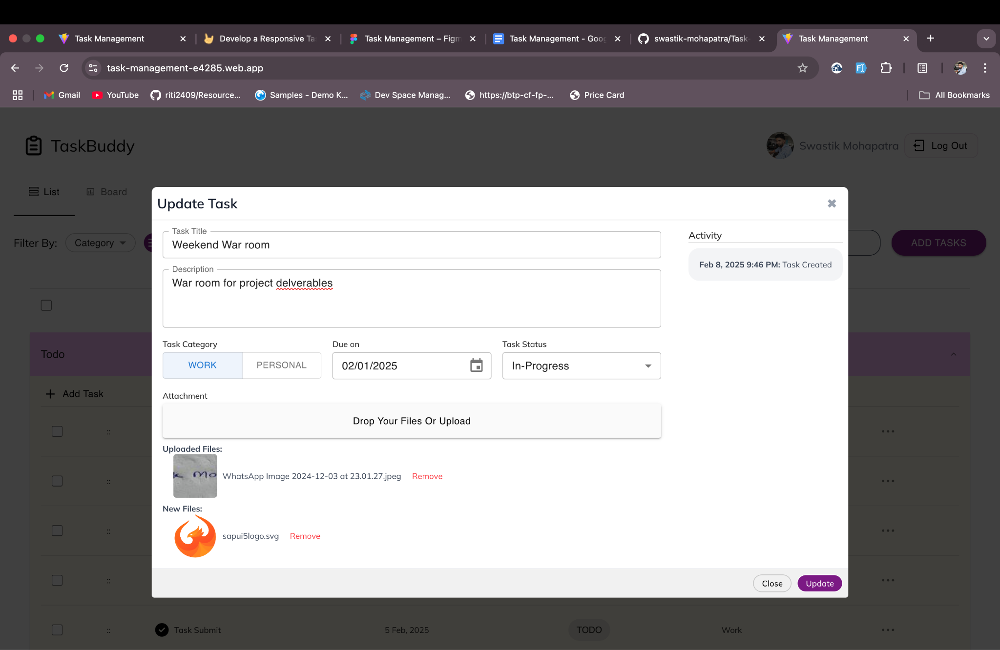 Task Management
Develop a Responsive Ta
Task Management – Figm
Task Management - Goog
swastik-mohapatra/Task-
Task Management
task-management-e4285.web.app
Gmail
YouTube
riti2409/Resource...
Samples - Demo K...
Dev Space Manag...
https://btp-cf-fp-...
Price Card
All Bookmarks
TaskBuddy
Swastik Mohapatra
Log Out
List
Board
Update Task
Filter By:
Category
ADD TASKS
Task Title
Weekend War room
Activity
Feb 8, 2025 9:46 PM: Task Created
Description
War room for project delverables
Task Category
Due on
Task Status
WORK
PERSONAL
02/01/2025
In-Progress
Todo
Add Task
Attachment
Drop Your Files Or Upload
Uploaded Files:
WhatsApp Image 2024-12-03 at 23.01.27.jpeg
Remove
New Files:
sapui5logo.svg
Remove
Close
Update
Task Submit
5 Feb, 2025
TODO
Work